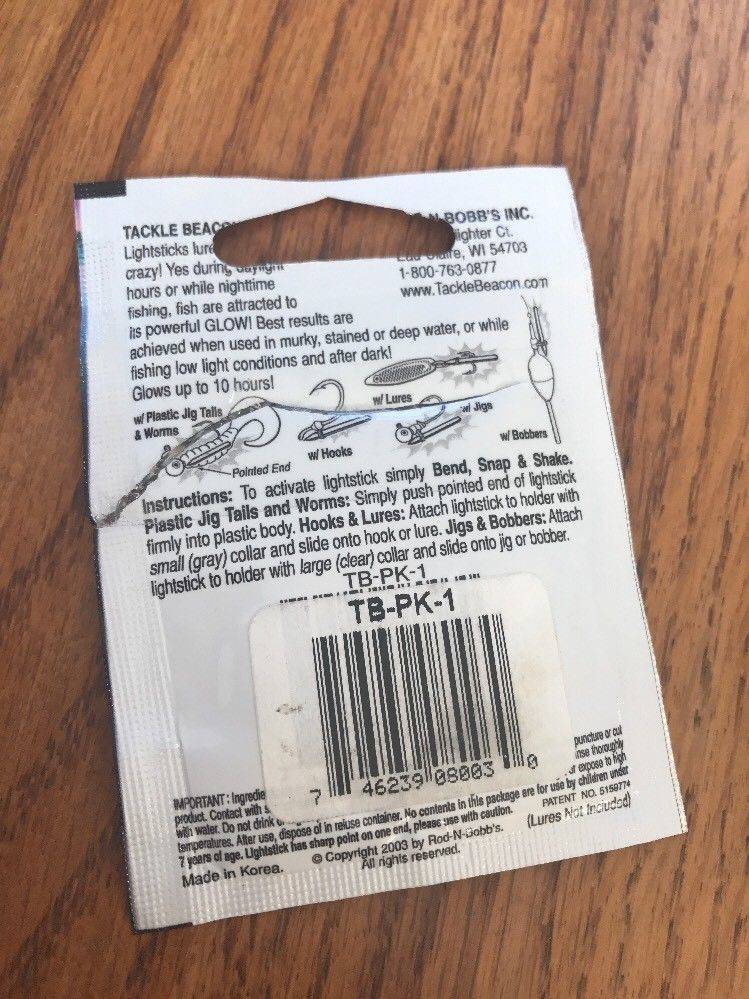 TACKLE
Lightsticks
crazy! Yes during daylight
hours or while nighttime
fishing, fish are attracted to
its powerful GLOW! Best results are
achieved when used in murky, stained or deep water, or while
fishing low light conditions and after dark!
Glows up to 10 hours!
N-BOBB'S INC.
Ct.
Eau Claire, WI 54703
1-800-763-0877
www.TackleBeacon.com
w/ Plastic Jig Tails
& Worms
Pointed End
w/ Hooks
w/ Lures
w/ Jigs
w/ Bobbers
Instructions: To activate lightstick simply Bend, Snap & Shake.
Plastic Jig Tails and Worms: Simply push pointed end of lightstick
firmly into plastic body. Hooks & Lures: Attach lightstick to holder with
small (gray) collar and slide onto hook or lure. Jigs & Bobbers: Attach
lightstick to holder with large (clear) collar and slide onto jig or bobber.
TB-PK-1
TB-PK-1
7 46239 08003 0
IMPORTANT: puncture or cut
product. Contact with thoroughly
with water. Do not drink or expose to high
temperatures. After use, dispose of in refuse container. No contents in this package are for use by children under
7 years of age. Lightstick has sharp point on one end, please use with caution.
PATENT NO. 5159774
(Lures Not Included)
© Copyright 2003 by Rod-N-Bobb's.
All rights reserved.
Made in Korea.